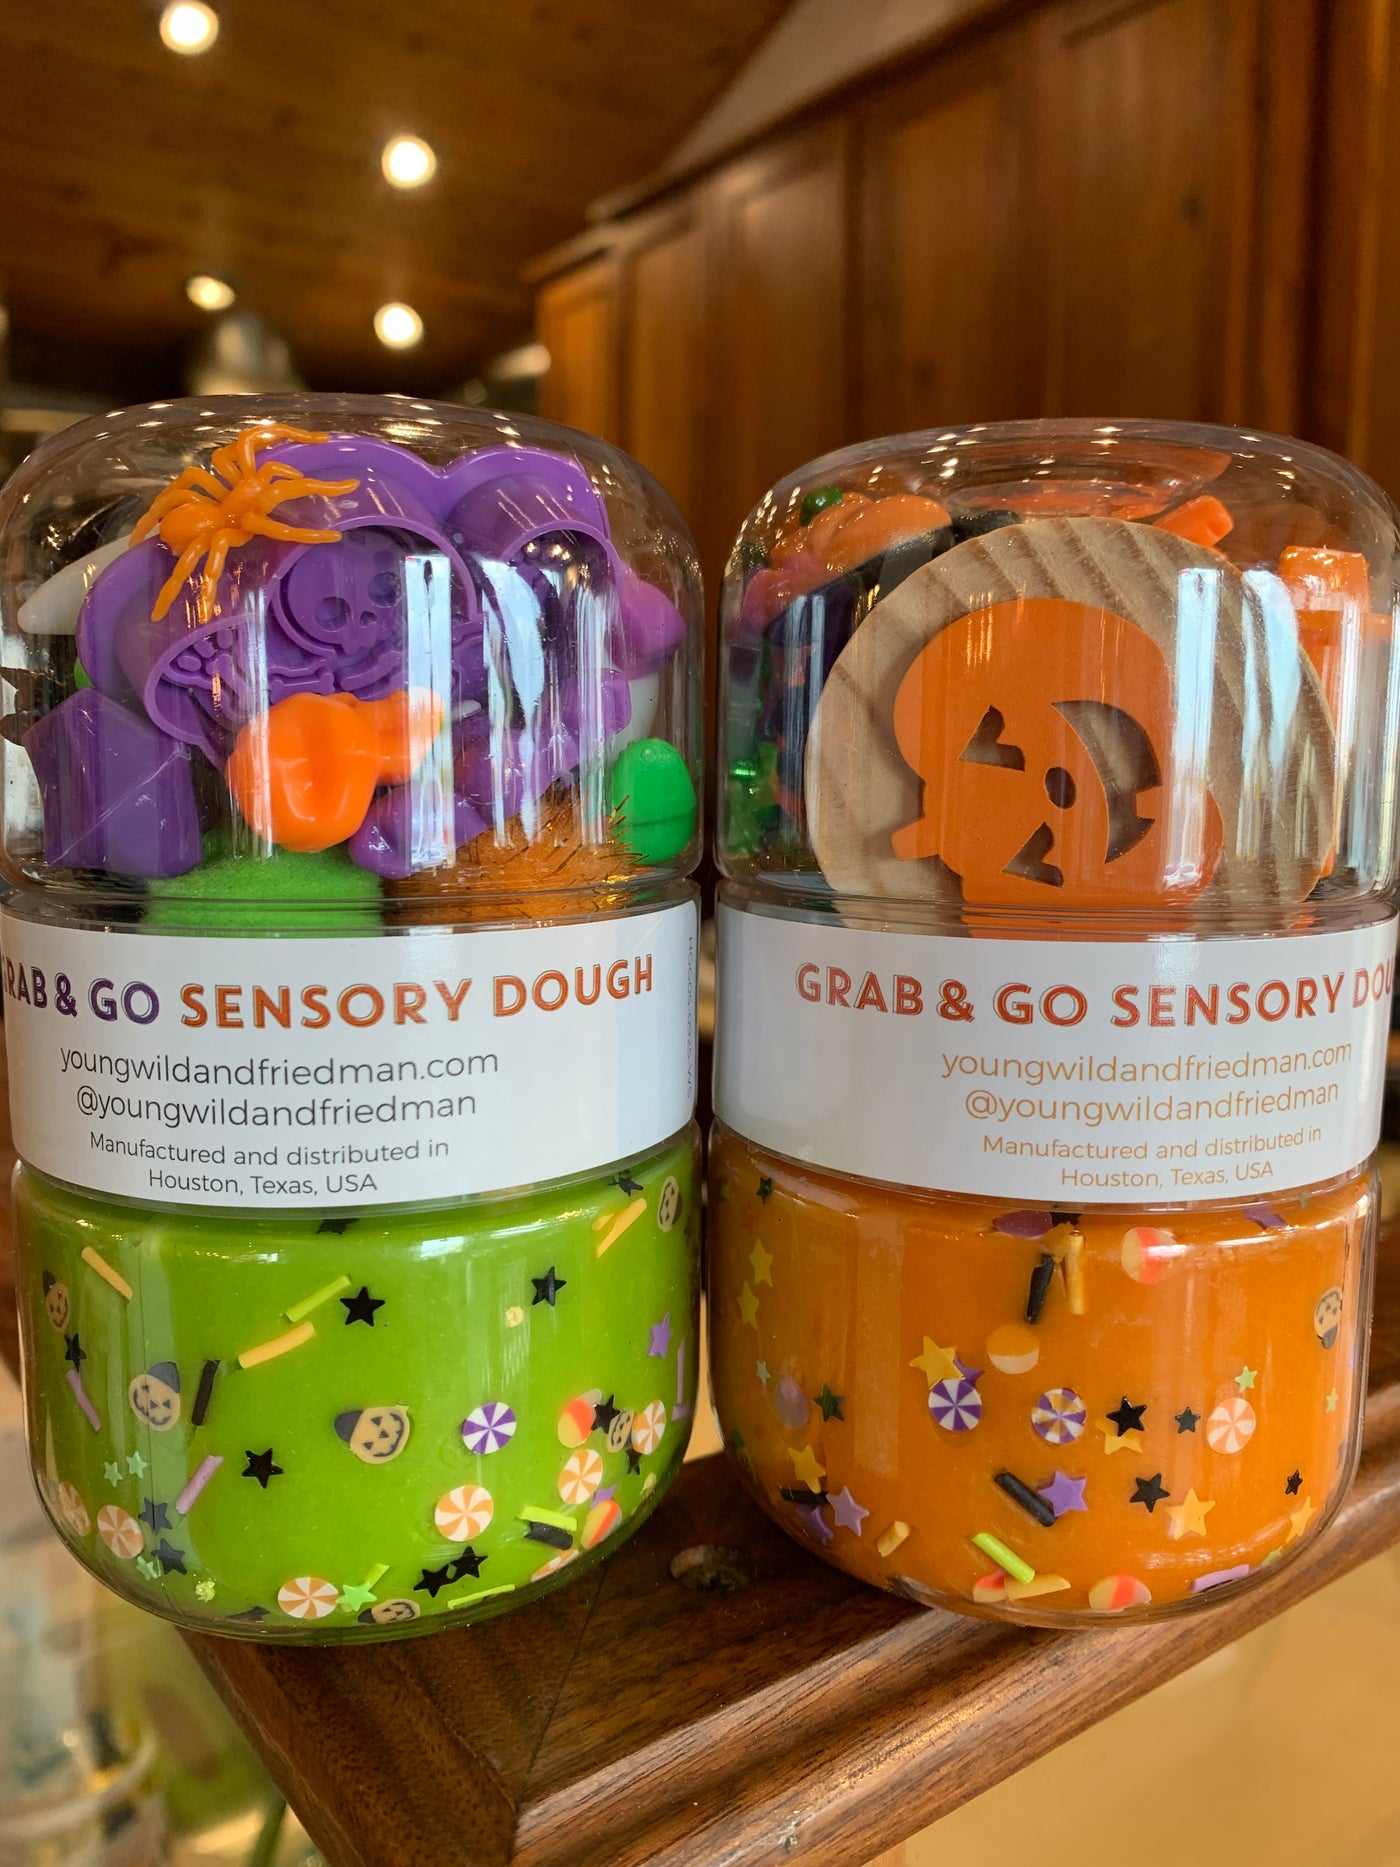 GRAB & GO SENSORY DOUGH
youngwildandfriedman.com
@youngwildandfriedman
Manufactured and distributed in
Houston, Texas, USA
GRAB & GO SENSORY DOU
youngwildandfriedman.com
@youngwildandfriedman
Manufactured and distributed in
Houston, Texas, USA